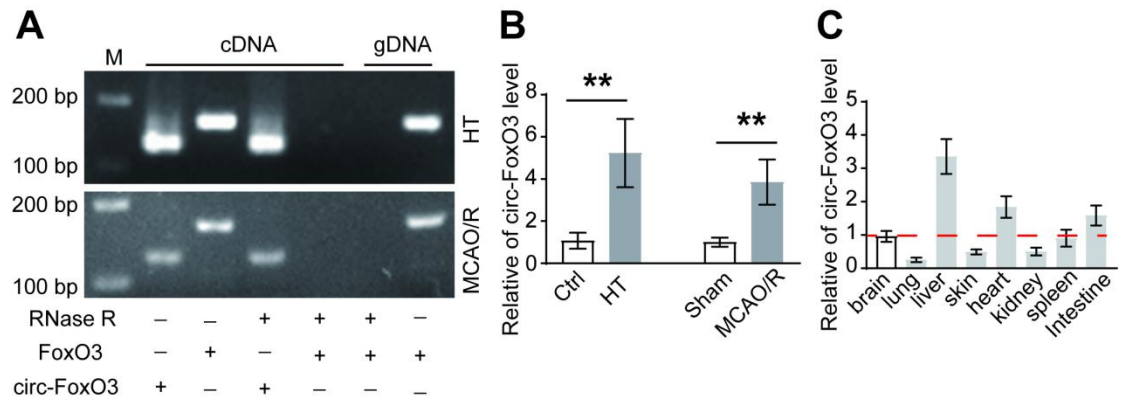 A
M
cDNA
gDNA
200 bp
100 bp
HT
200 bp
100 bp
MCAO/R
RNase R – – + + + –
FoxO3 – + – + + +
circ-FoxO3 + – + – – –
B
Relative of circ-FoxO3 level
8
6
4
2
0
**
**
Ctrl
HT
Sham
MCAO/R
C
Relative of circ-FoxO3 level
5
4
3
2
1
0
brain
lung
liver
skin
heart
kidney
spleen
Intestine